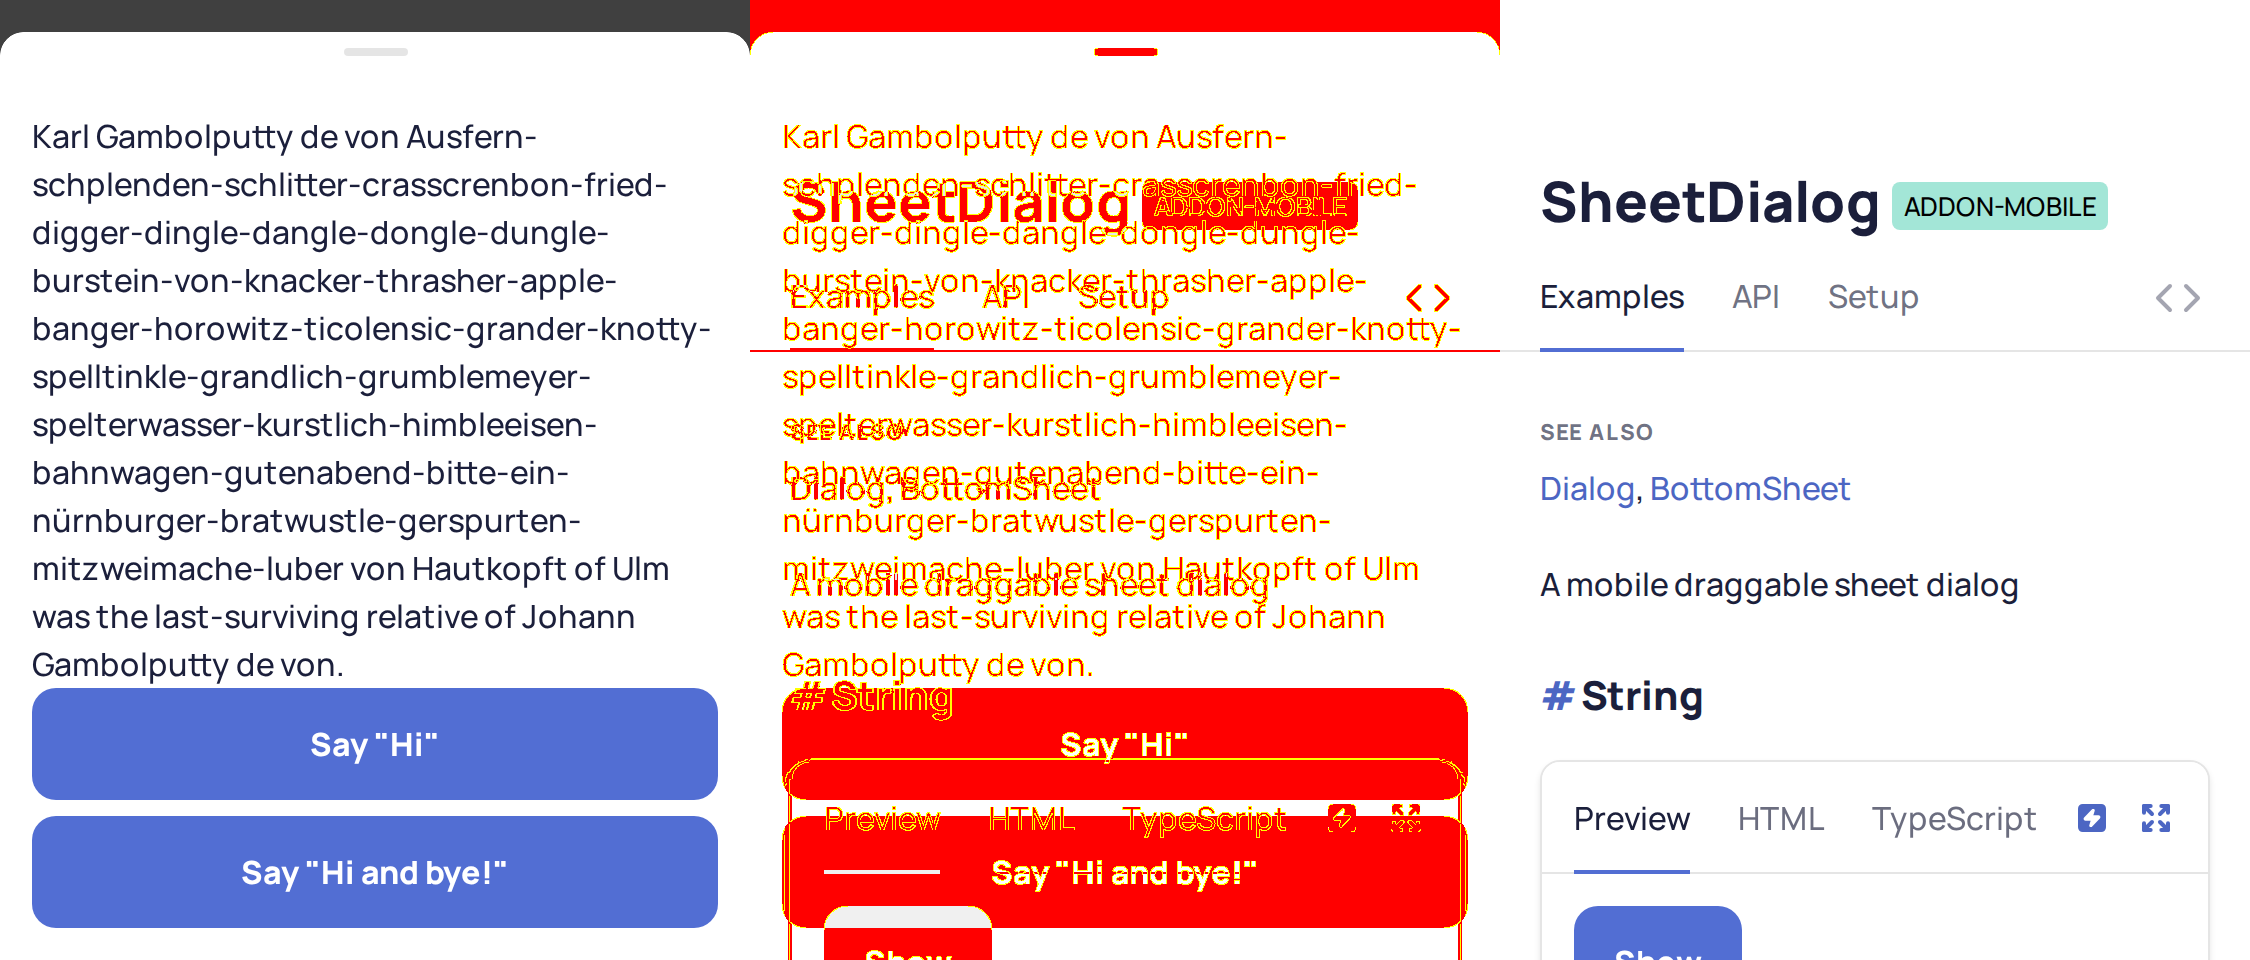 Karl Gambolputty de von Ausfern-
schplenden-schlitter-crasscrenbon-fried-
digger-dingle-dangle-dongle-dungle-
burstein-von-knacker-thrasher-apple-
banger-horowitz-ticolensic-grander-knotty-
spelltinkle-grandlich-grumblemeyer-
spelterwasser-kurstlich-himbleeisen-
bahnwagen-gutenabend-bitte-ein-
nürnburger-bratwustle-gerspurten-
mitzweimache-luber von Hautkopft of Ulm
was the last-surviving relative of Johann
Gambolputty de von.
Say "Hi"
Say "Hi and bye!"
Karl Gambolputty de von Ausfern-
schplenden-schlitter-crasscrenbon-fried-
SheetDialog ADDON-MOBILE
digger-dingle-dangle-dongle-dungle-
burstein-von-knacker-thrasher-apple-
Examples API Setup
banger-horowitz-ticolensic-grander-knotty-
spelltinkle-grandlich-grumblemeyer-
spelterwasser-kurstlich-himbleeisen-
SEE ALSO
bahnwagen-gutenabend-bitte-ein-
Dialog, BottomSheet
nürnburger-bratwustle-gerspurten-
mitzweimache-luber von Hautkopft of Ulm
A mobile draggable sheet dialog
was the last-surviving relative of Johann
Gambolputty de von.
# String
Say "Hi"
Preview HTML TypeScript
Say "Hi and bye!"
Show
SheetDialog ADDON-MOBILE
Examples API Setup
SEE ALSO
Dialog, BottomSheet
A mobile draggable sheet dialog
# String
Preview HTML TypeScript
Show